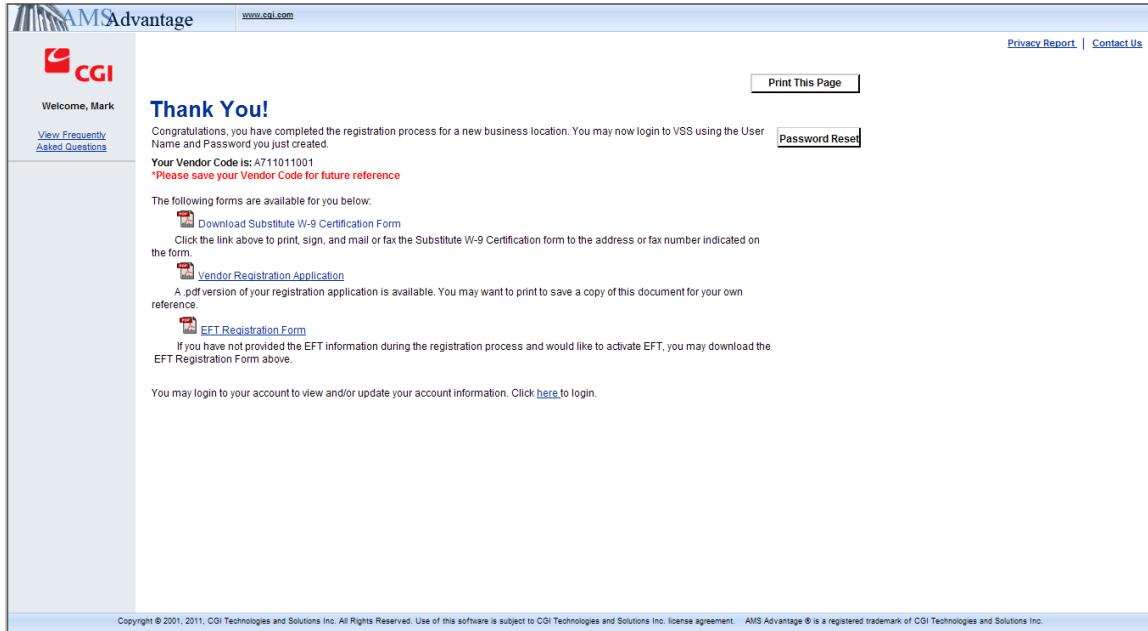 AMS Advantage
www.cgi.com
Privacy Report | Contact Us
CGI
Print This Page
Welcome, Mark
Thank You!
View Frequently
Asked Questions
Congratulations, you have completed the registration process for a new business location. You may now login to VSS using the User
Name and Password you just created.
Password Reset
Your Vendor Code is: A711011001
*Please save your Vendor Code for future reference
The following forms are available for you below:
Download Substitute W-9 Certification Form
Click the link above to print, sign, and mail or fax the Substitute W-9 Certification form to the address or fax number indicated on
the form.
Vendor Registration Application
A .pdf version of your registration application is available. You may want to print to save a copy of this document for your own
reference.
EFT Registration Form
If you have not provided the EFT information during the registration process and would like to activate EFT, you may download the
EFT Registration Form above.
You may login to your account to view and/or update your account information. Click here to login.
Copyright © 2001, 2011, CGI Technologies and Solutions Inc. All Rights Reserved. Use of this software is subject to CGI Technologies and Solutions Inc. license agreement. AMS Advantage ® is a registered trademark of CGI Technologies and Solutions Inc.